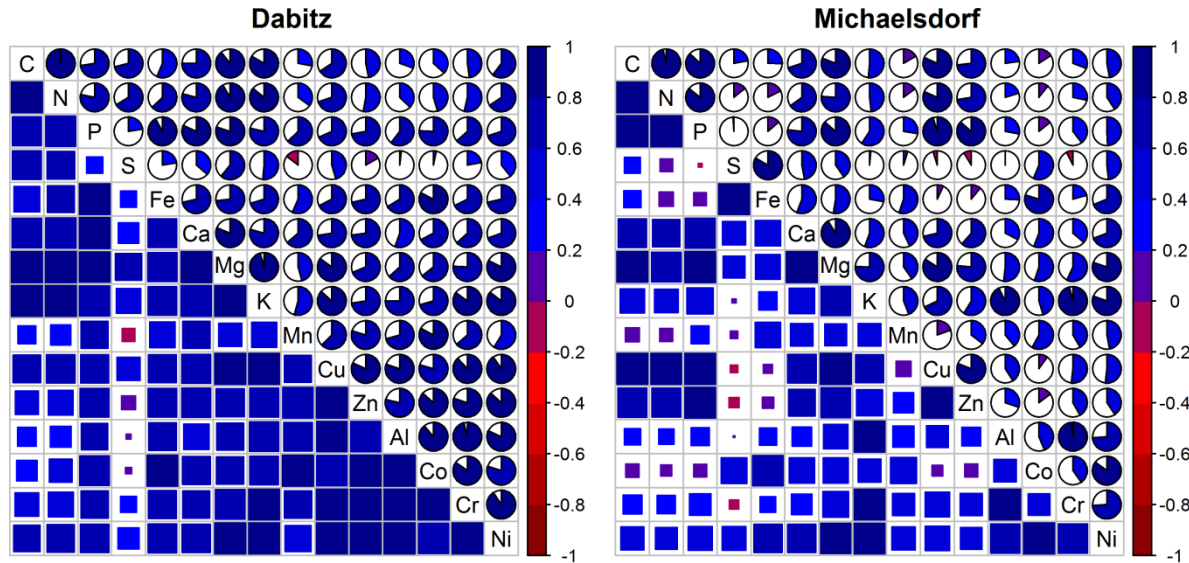 Dabitz
C
N
P
S
Fe
Ca
Mg
K
Mn
Cu
Zn
Al
Co
Cr
Ni
1
0.8
0.6
0.4
0.2
0
-0.2
-0.4
-0.6
-0.8
-1
Michaelsdorf
C
N
P
S
Fe
Ca
Mg
K
Mn
Cu
Zn
Al
Co
Cr
Ni
1
0.8
0.6
0.4
0.2
0
-0.2
-0.4
-0.6
-0.8
-1